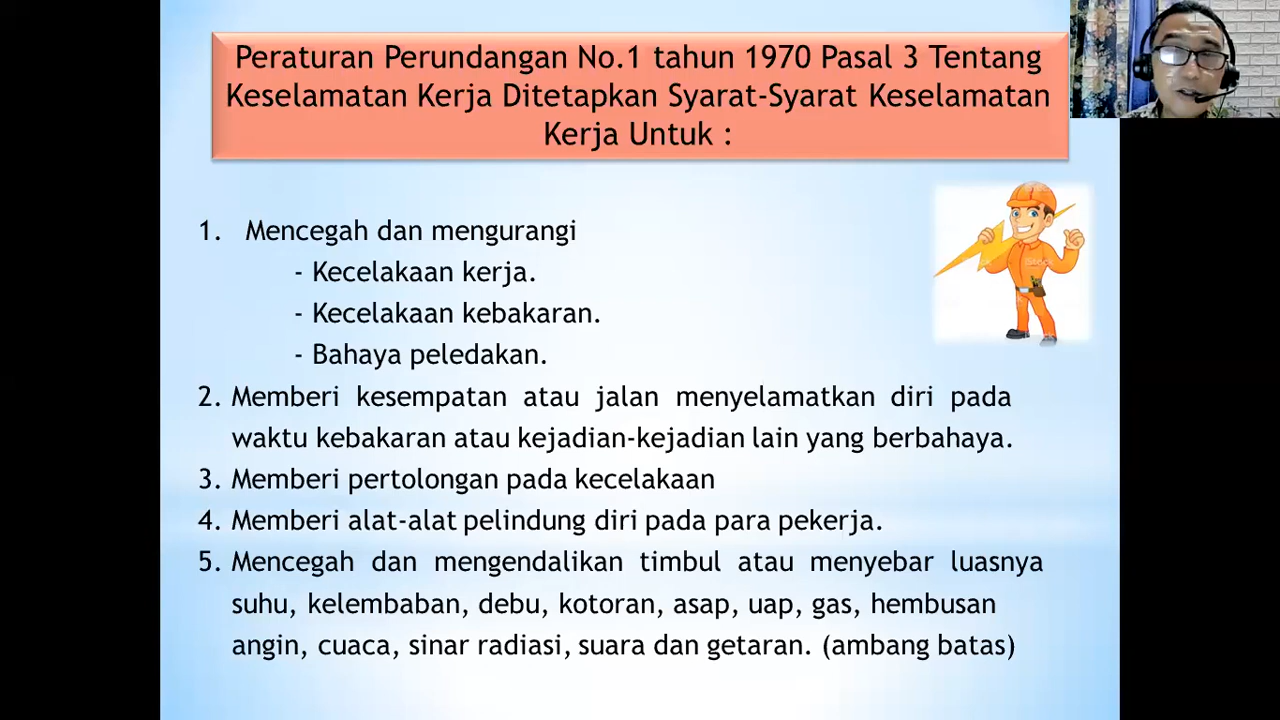 Peraturan Perundangan No.1 tahun 1970 Pasal 3 Tentang
Keselamatan Kerja Ditetapkan Syarat-Syarat Keselamatan
Kerja Untuk :
1. Mencegah dan mengurangi
- Kecelakaan kerja.
- Kecelakaan kebakaran.
- Bahaya peledakan.
2. Memberi kesempatan atau jalan menyelamatkan diri pada
waktu kebakaran atau kejadian-kejadian lain yang berbahaya.
3. Memberi pertolongan pada kecelakaan
4. Memberi alat-alat pelindung diri pada para pekerja.
5. Mencegah dan mengendalikan timbul atau menyebar luasnya
suhu, kelembaban, debu, kotoran, asap, uap, gas, hembusan
angin, cuaca, sinar radiasi, suara dan getaran. (ambang batas)